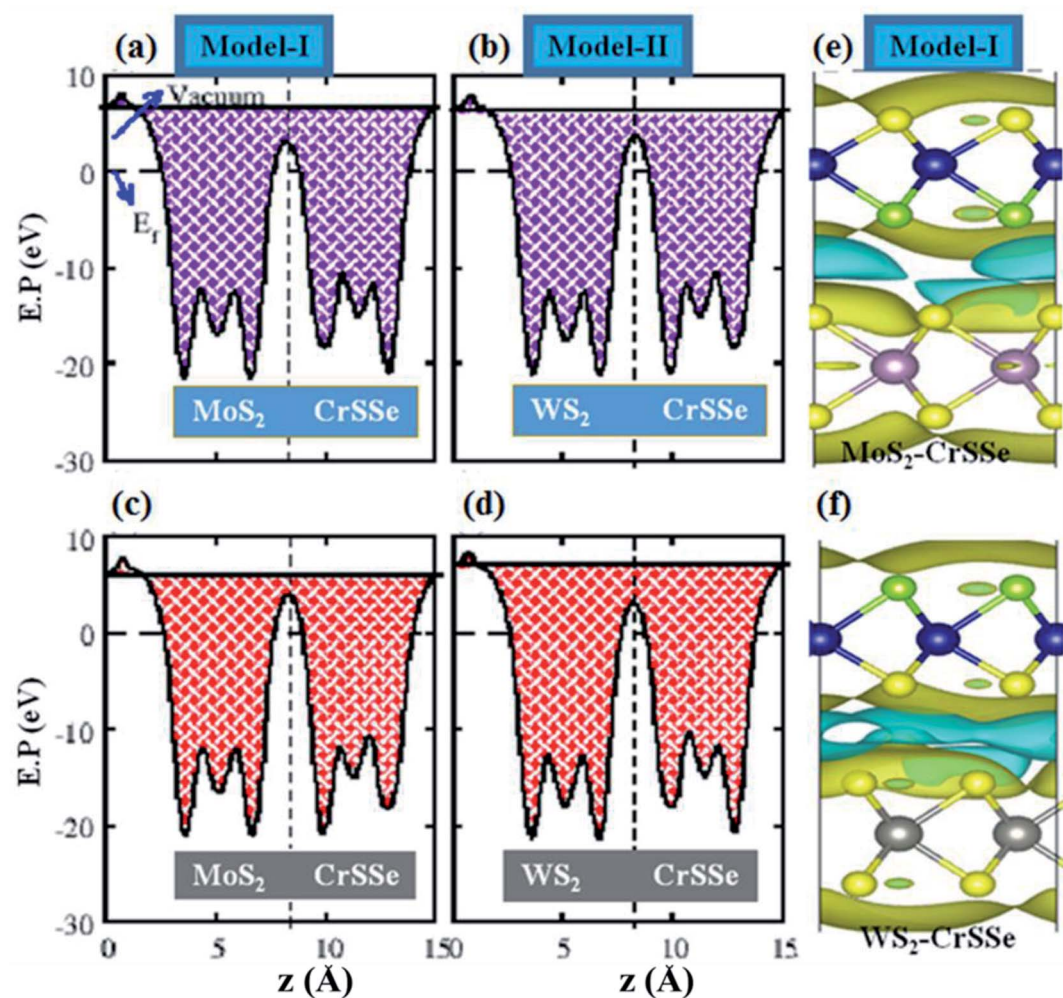 (a) Model-I
(b) Model-II
(e) Model-I
10
Vacuum
0
E_f
-10
-20
-30
E.P (eV)
MoS₂ CrSSe
WS₂ CrSSe
MoS₂-CrSSe
(c)
(d)
(f)
10
0
-10
-20
-30
E.P (eV)
MoS₂ CrSSe
WS₂ CrSSe
WS₂-CrSSe
0 5 10 15 5 10 15
z (Å) z (Å)